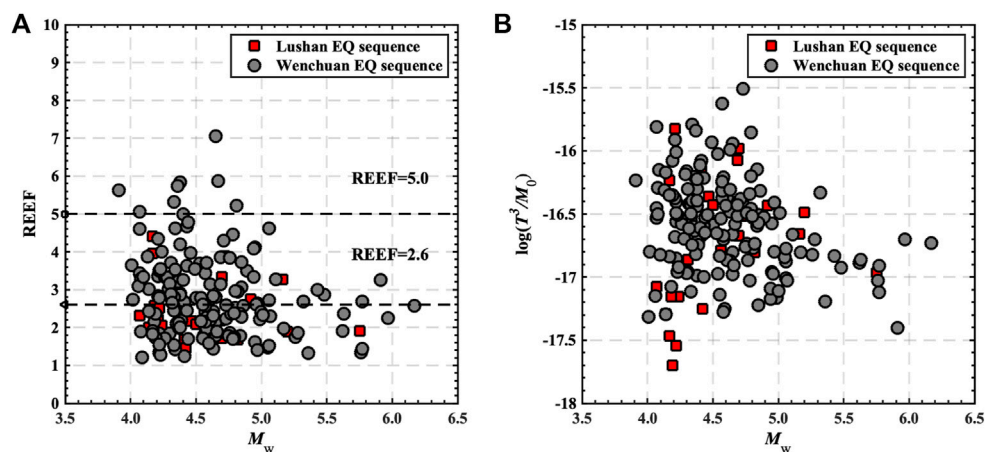 A
10
9
8
7
6
5
4
3
2
1
0
REEF
Lushan EQ sequence
Wenchuan EQ sequence
REEF=5.0
REEF=2.6
3.5 4.0 4.5 5.0 5.5 6.0 6.5
Mw
B
-15
-15.5
-16
-16.5
-17
-17.5
-18
log(T³/M₀)
Lushan EQ sequence
Wenchuan EQ sequence
3.5 4.0 4.5 5.0 5.5 6.0 6.5
Mw